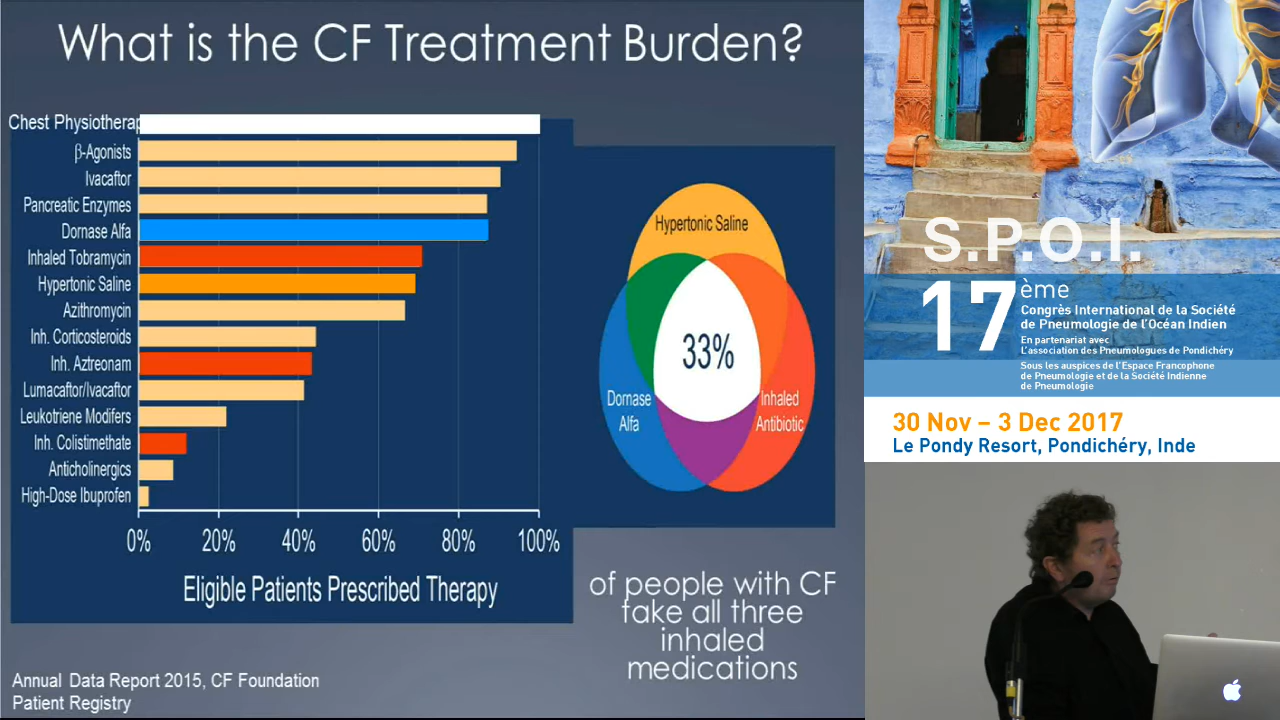 What is the CF Treatment Burden?
Chest Physiotherap
β-Agonists
Ivacaftor
Pancreatic Enzymes
Dornase Alfa
Inhaled Tobramycin
Hypertonic Saline
Azithromycin
Inh. Corticosteroids
Inh. Aztreonam
Lumacaftor/Ivacaftor
Leukotriene Modifers
Inh. Colistimethate
Anticholinergics
High-Dose Ibuprofen
0% 20% 40% 60% 80% 100%
Eligible Patients Prescribed Therapy
Hypertonic Saline
33%
Dornase
Alfa
Inhaled
Antibiotic
of people with CF
fake all three
inhaled
medications
Annual Data Report 2015, CF Foundation
Patient Registry
S.P.O.I.
17ème
Congrès International de la Société
de Pneumologie de l'Océan Indien
En partenariat avec
L'association des Pneumologues de Pondichéry
Sous les auspices de l'Espace Francophone
de Pneumologie et de la Société Indienne
de Pneumologie
30 Nov – 3 Dec 2017
Le Pondy Resort, Pondichéry, Inde